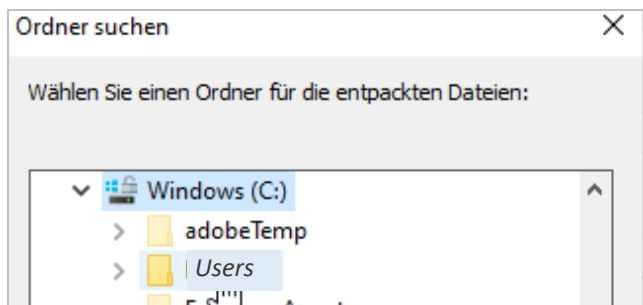 Ordner suchen
Wählen Sie einen Ordner für die entpackten Dateien:
Windows (C:)
adobeTemp
Users